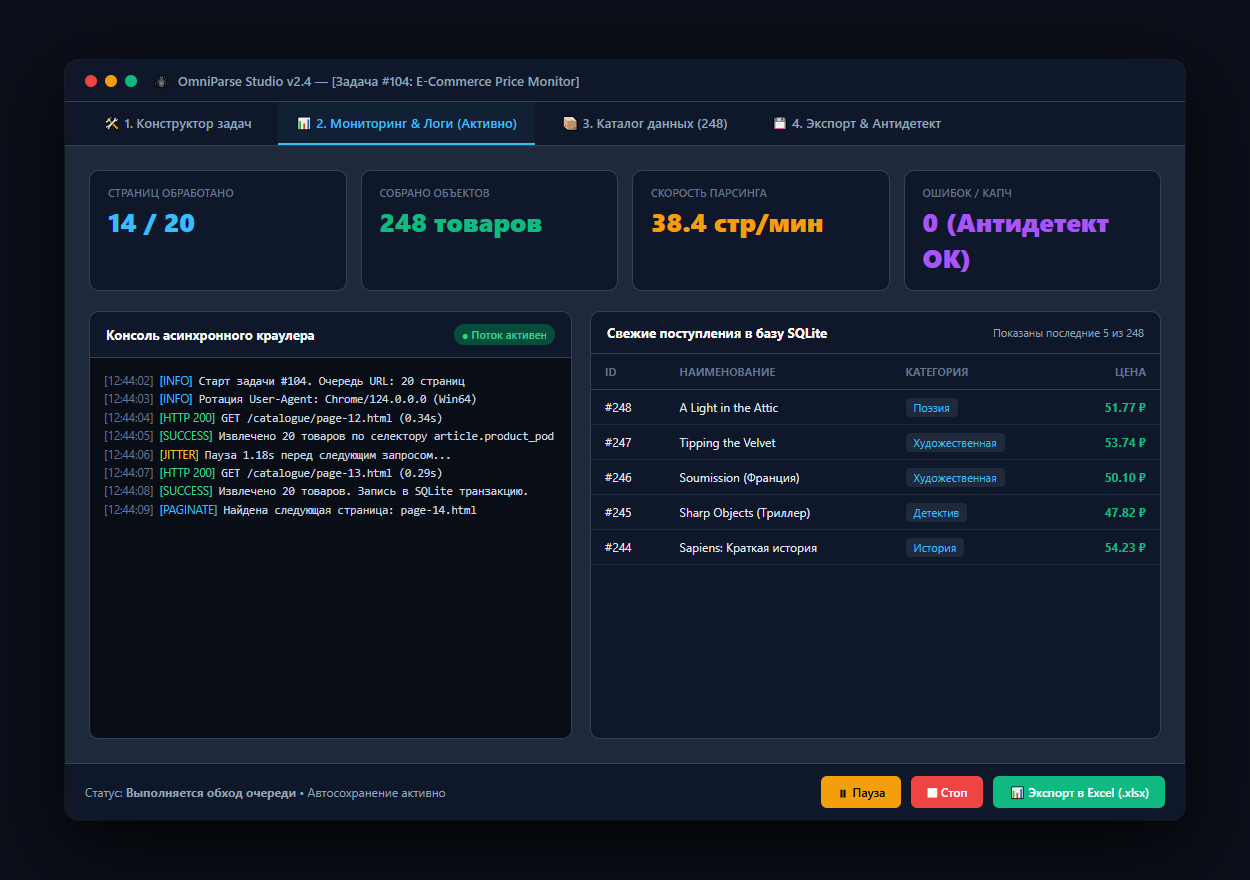 OmniParse Studio v2.4 — [Задача #104: E-Commerce Price Monitor]
1. Конструктор задач
2. Мониторинг & Логи (Активно)
3. Каталог данных (248)
4. Экспорт & Антидетект
СТРАНИЦ ОБРАБОТАНО
14 / 20
СОБРАНО ОБЪЕКТОВ
248 товаров
СКОРОСТЬ ПАРСИНГА
38.4 стр/мин
ОШИБОК / КАПЧ
0 (Антидетект
ОК)
Консоль асинхронного краулера
● Поток активен
[12:44:02] [INFO] Старт задачи #104. Очередь URL: 20 страниц
[12:44:03] [INFO] Ротация User-Agent: Chrome/124.0.0.0 (Win64)
[12:44:04] [HTTP 200] GET /catalogue/page-12.html (0.34s)
[12:44:05] [SUCCESS] Извлечено 20 товаров по селектору article.product_pod
[12:44:06] [JITTER] Пауза 1.18s перед следующим запросом...
[12:44:07] [HTTP 200] GET /catalogue/page-13.html (0.29s)
[12:44:08] [SUCCESS] Извлечено 20 товаров. Запись в SQLite транзакцию.
[12:44:09] [PAGINATE] Найдена следующая страница: page-14.html
Свежие поступления в базу SQLite
Показаны последние 5 из 248
ID НАИМЕНОВАНИЕ КАТЕГОРИЯ ЦЕНА
#248 A Light in the Attic Поэзия 51.77 ₽
#247 Tipping the Velvet Художественная 53.74 ₽
#246 Soumission (Франция) Художественная 50.10 ₽
#245 Sharp Objects (Триллер) Детектив 47.82 ₽
#244 Sapiens: Краткая история История 54.23 ₽
Статус: Выполняется обход очереди • Автосохранение активно
Пауза
Стоп
Экспорт в Excel (.xlsx)